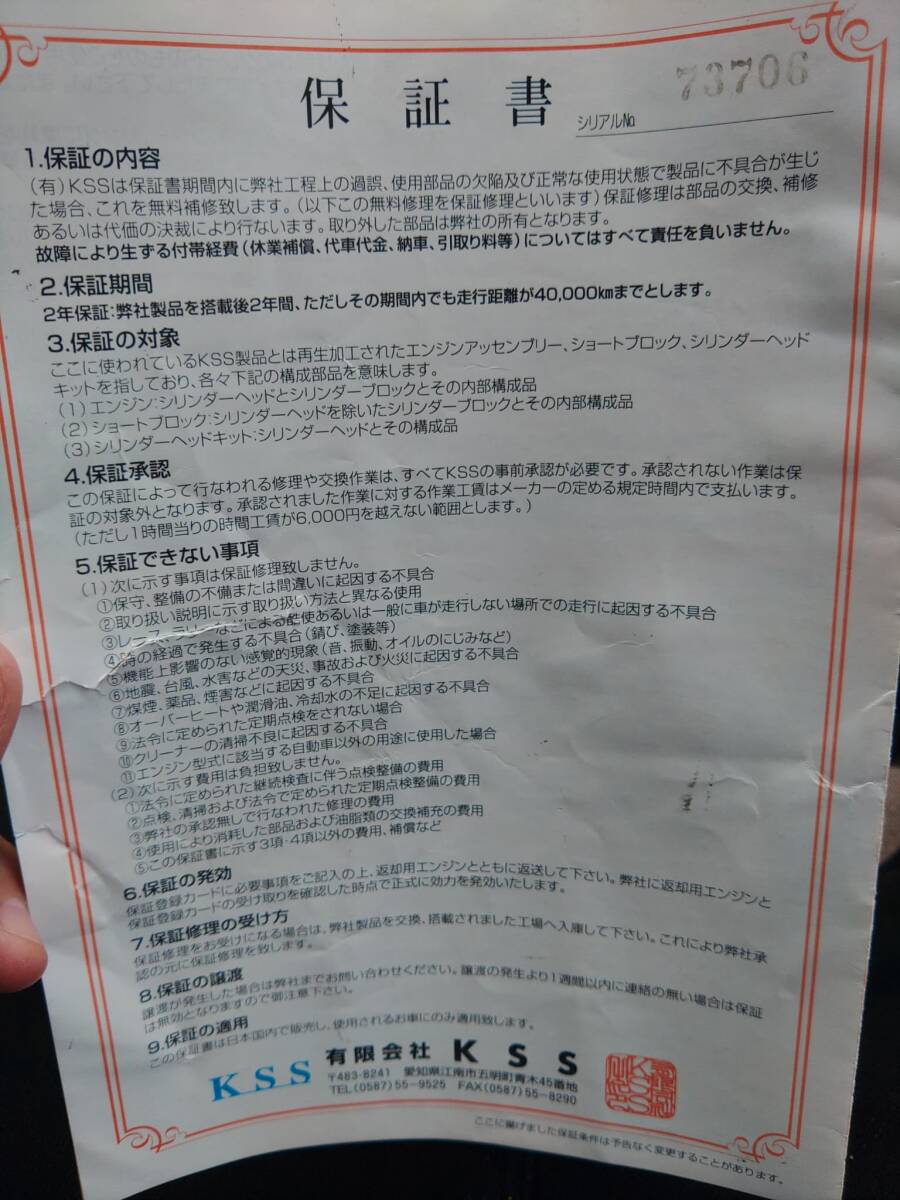 保証書
シリアル№ 73706
1.保証の内容
(有)KSSは保証書期間内に弊社工程上の過誤、使用部品の欠陥及び正常な使用状態で製品に不具合が生じ
た場合、これを無料補修致します。(以下この無料修理を保証修理といいます)保証修理は部品の交換、補修
あるいは代価の決裁により行ないます。取り外した部品は弊社の所有となります。
故障により生ずる付帯経費(休業補償、代車代金、納車、引取り料等)についてはすべて責任を負いません。
2.保証期間
2年保証:弊社製品を搭載後2年間、ただしその期間内でも走行距離が40,000kmまでとします。
3.保証の対象
ここに使われているKSS製品とは再生加工されたエンジンアッセンブリー、ショートブロック、シリンダーヘッド
キットを指しており、各々下記の構成部品を意味します。
(1)エンジン:シリンダーヘッドとシリンダーブロックとその内部構成品
(2)ショートブロック:シリンダーヘッドを除いたシリンダーブロックとその内部構成品
(3)シリンダーヘッドキット:シリンダーヘッドとその構成品
4.保証承認
この保証によって行なわれる修理や交換作業は、すべてKSSの事前承認が必要です。承認されない作業は保
証の対象外となります。承認されました作業に対する作業工賃はメーカーの定める規定時間内で支払います。
(ただし1時間当りの時間工賃が6,000円を越えない範囲とします。)
5.保証できない事項
(1)次に示す事項は保証修理致しません。
①保守、整備の不備または間違いに起因する不具合
②取り扱い説明に示す取り扱い方法と異なる使用
③レース、ラリーなどによる酷使あるいは一般に車が走行しない場所での走行に起因する不具合
④時の経過で発生する不具合(錆び、塗装等)
⑤機能上影響のない感覚的現象(音、振動、オイルのにじみなど)
⑥地震、台風、水害などの天災、事故および火災に起因する不具合
⑦煤煙、薬品、煙害などに起因する不具合
⑧オーバーヒートや潤滑油、冷却水の不足に起因する不具合
⑨法令に定められた定期点検をされない場合
⑩クリーナーの清掃不良に起因する不具合
⑪エンジン型式に該当する自動車以外の用途に使用した場合
(2)次に示す費用は負担致しません。
①法令に定められた継続検査に伴う点検整備の費用
②点検、清掃および法令で定められた定期点検整備の費用
③弊社の承認無しで行なわれた修理の費用
④使用により消耗した部品および油脂類の交換補充の費用
⑤この保証書に示す3項・4項以外の費用、補償など
6.保証の発効
保証登録カードに必要事項をご記入の上、返却用エンジンとともに返送して下さい。弊社に返却用エンジンと
保証登録カードの受け取りを確認した時点で正式に効力を発効いたします。
7.保証修理の受け方
保証修理をお受けになる場合は、弊社製品を交換、搭載されました工場へ入庫して下さい。これにより弊社承
認の元に保証修理を致します。
8.保証の譲渡
譲渡が発生した場合は弊社までお問い合わせください。譲渡の発生より1週間以内に連絡の無い場合は保証
は無効となりますので御注意下さい。
9.保証の適用
この保証書は日本国内で販売し、使用されるお車にのみ適用致します。
KSS 有限会社 KSS
〒483-8241 愛知県江南市五明町青木45番地
TEL(0587)55-9525 FAX(0587)55-8290
ここに掲げました保証条件は予告なく変更することがあります。